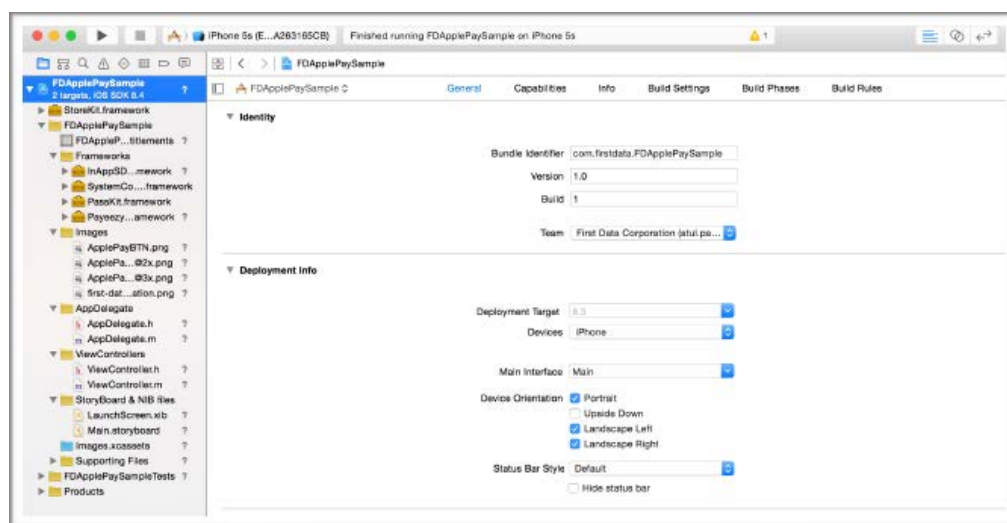 iPhone 5s (E...A263165CB) Finished running FDApplePaySample on iPhone 5s 1
FDApplePaySample
FDApplePaySample ?
2 targets, iOS SDK 8.4
StoreKit.framework
FDApplePaySample
FDAppleP...titlements ?
Frameworks
InAppSD...mework ?
SystemCo....framework
PassKit.framework
Payeezy...amework ?
Images
ApplePayBTN.png ?
ApplePa...@2x.png ?
ApplePa...@3x.png ?
first-dat...ation.png ?
AppDelegate
h AppDelegate.h ?
m AppDelegate.m ?
ViewControllers
h ViewController.h ?
m ViewController.m ?
StoryBoard & NIB files
LaunchScreen.xib ?
Main.storyboard ?
Images.xcassets ?
Supporting Files ?
FDApplePaySampleTests ?
Products
FDApplePaySample General Capabilities Info Build Settings Build Phases Build Rules
Identity
Bundle Identifier com.firstdata.FDApplePaySample
Version 1.0
Build 1
Team First Data Corporation (atul.pa...
Deployment Info
Deployment Target 8.3
Devices iPhone
Main Interface Main
Device Orientation Portrait
Upside Down
Landscape Left
Landscape Right
Status Bar Style Default
Hide status bar